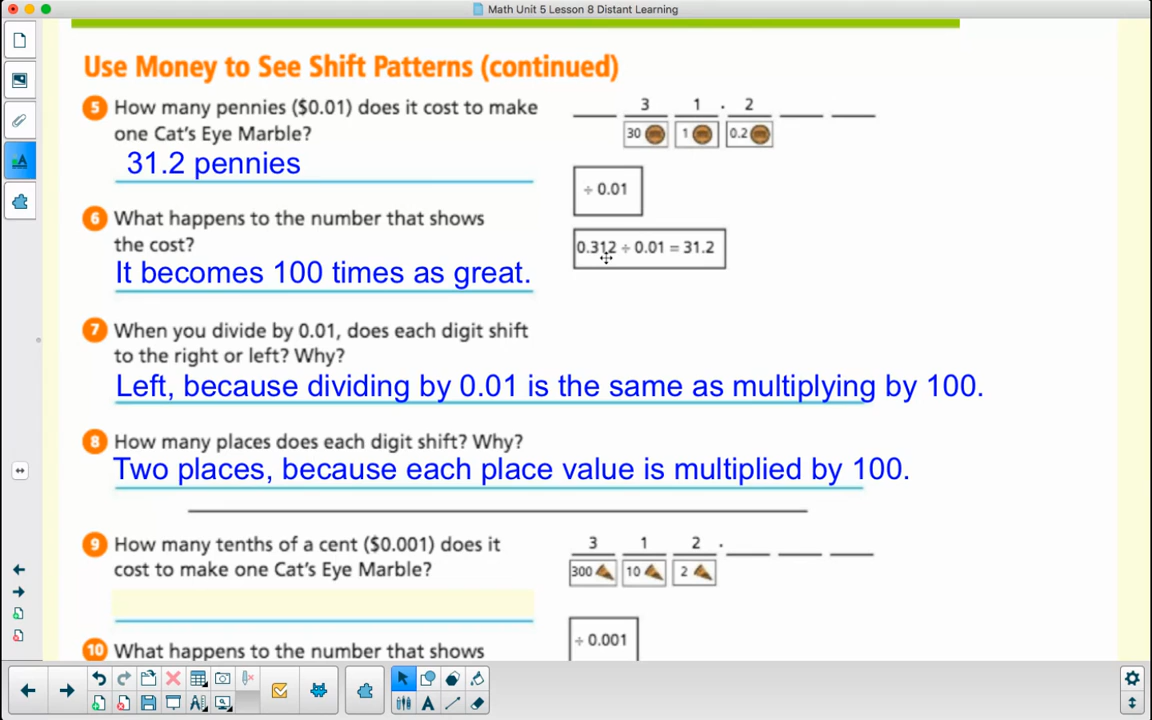 Math Unit 5 Lesson 8 Distant Learning
Use Money to See Shift Patterns (continued)
5 How many pennies ($0.01) does it cost to make
one Cat's Eye Marble?
31.2 pennies
3 1 . 2
30 1 0.2
÷ 0.01
6 What happens to the number that shows
the cost?
It becomes 100 times as great.
0.312 ÷ 0.01 = 31.2
7 When you divide by 0.01, does each digit shift
to the right or left? Why?
Left, because dividing by 0.01 is the same as multiplying by 100.
8 How many places does each digit shift? Why?
Two places, because each place value is multiplied by 100.
9 How many tenths of a cent ($0.001) does it
cost to make one Cat's Eye Marble?
3 1 2 .
300 10 2
÷ 0.001
10 What happens to the number that shows